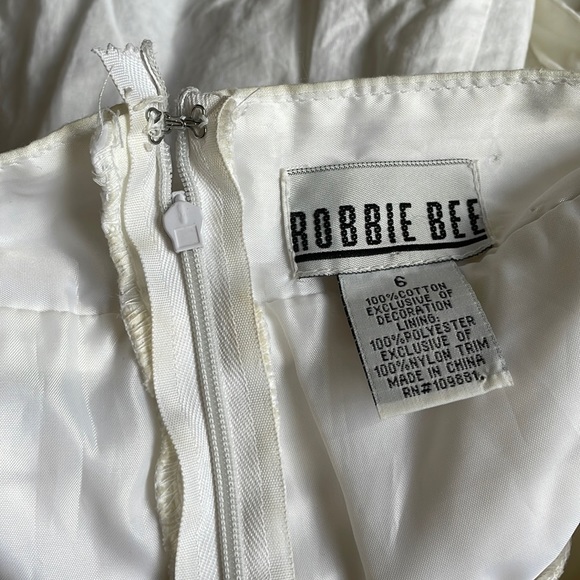 ROBBIE BEE
6
100%COTTON
EXCLUSIVE OF
DECORATION
LINING:
100%POLYESTER
EXCLUSIVE OF
100%NYLON TRIM
MADE IN CHINA
RN#109881